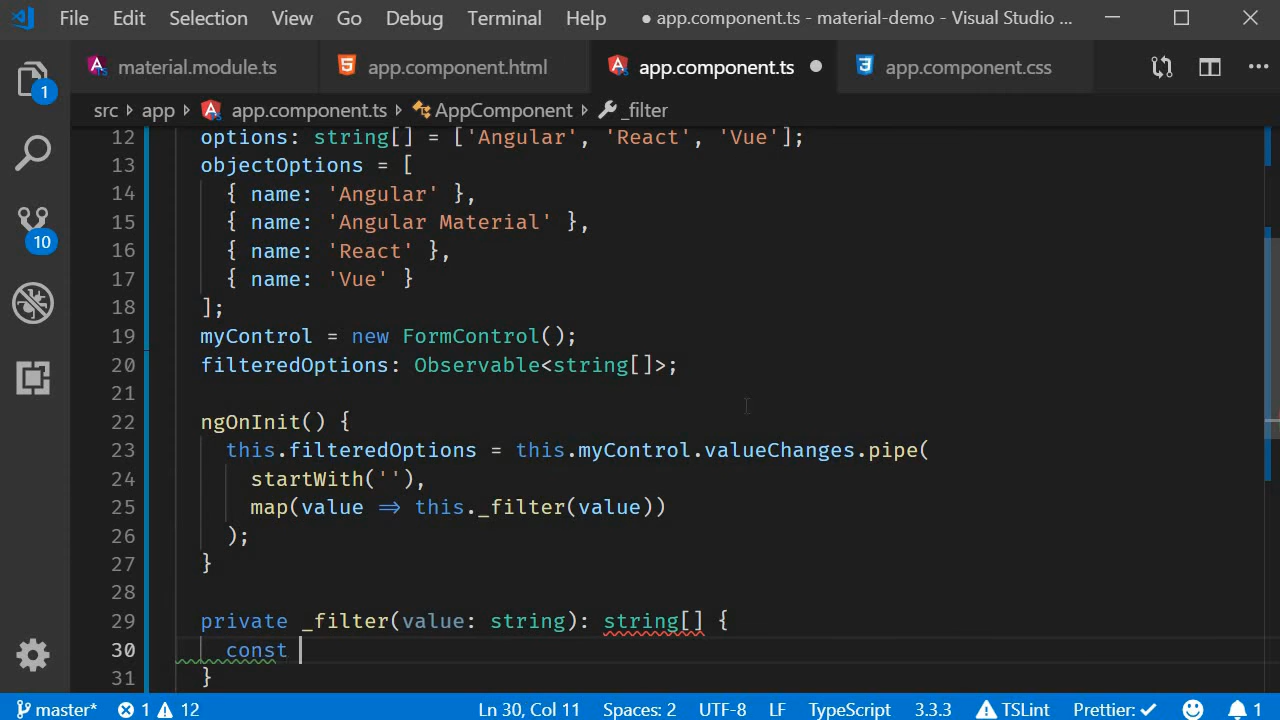 File Edit Selection View Go Debug Terminal Help ● app.component.ts - material-demo - Visual Studio ...
material.module.ts app.component.html app.component.ts ● app.component.css ...
src > app > app.component.ts > AppComponent > _filter
12 options: string[] = ['Angular', 'React', 'Vue'];
13 objectOptions = [
14 { name: 'Angular' },
15 { name: 'Angular Material' },
16 { name: 'React' },
17 { name: 'Vue' }
18 ];
19 myControl = new FormControl();
20 filteredOptions: Observable<string[]>;
21
22 ngOnInit() {
23 this.filteredOptions = this.myControl.valueChanges.pipe(
24 startWith(''),
25 map(value => this._filter(value))
26 );
27 }
28
29 private _filter(value: string): string[] {
30 const
31 }
1
10
master* 1 12 Ln 30, Col 11 Spaces: 2 UTF-8 LF TypeScript 3.3.3 TSLint Prettier: ✓ 1